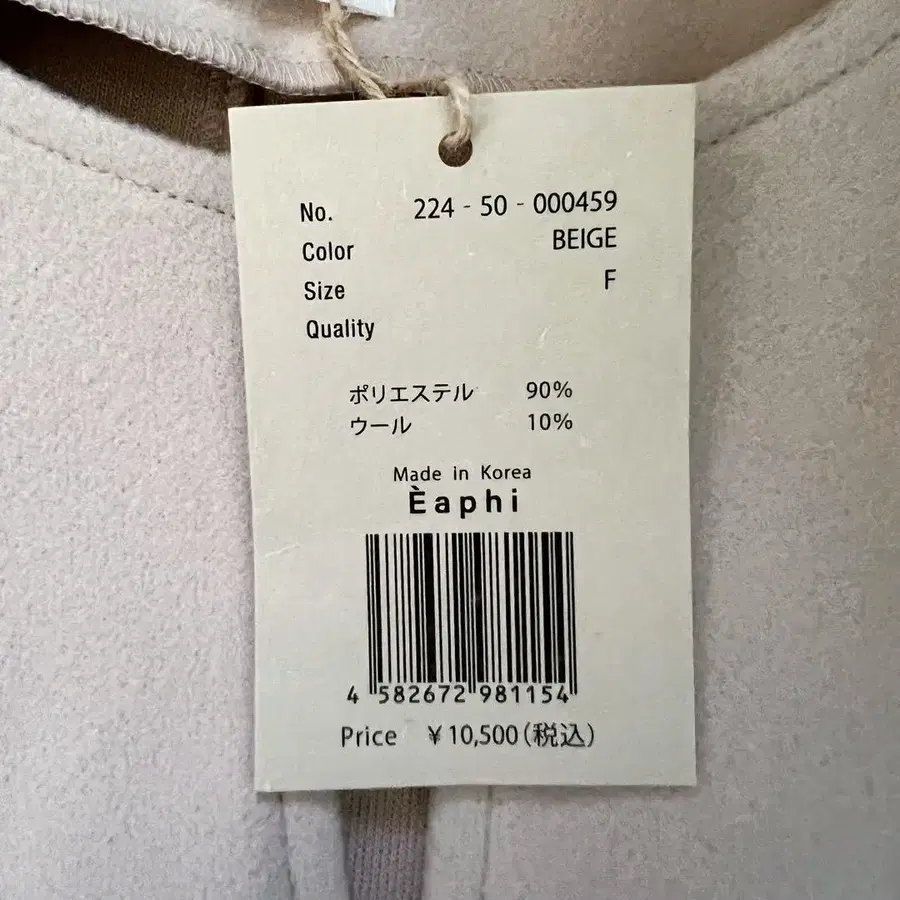 No. 224 - 50 - 000459
Color BEIGE
Size F
Quality
ポリエステル 90%
ウール 10%
Made in Korea
Èaphi
4 582672 981154
Price ¥10,500(税込)